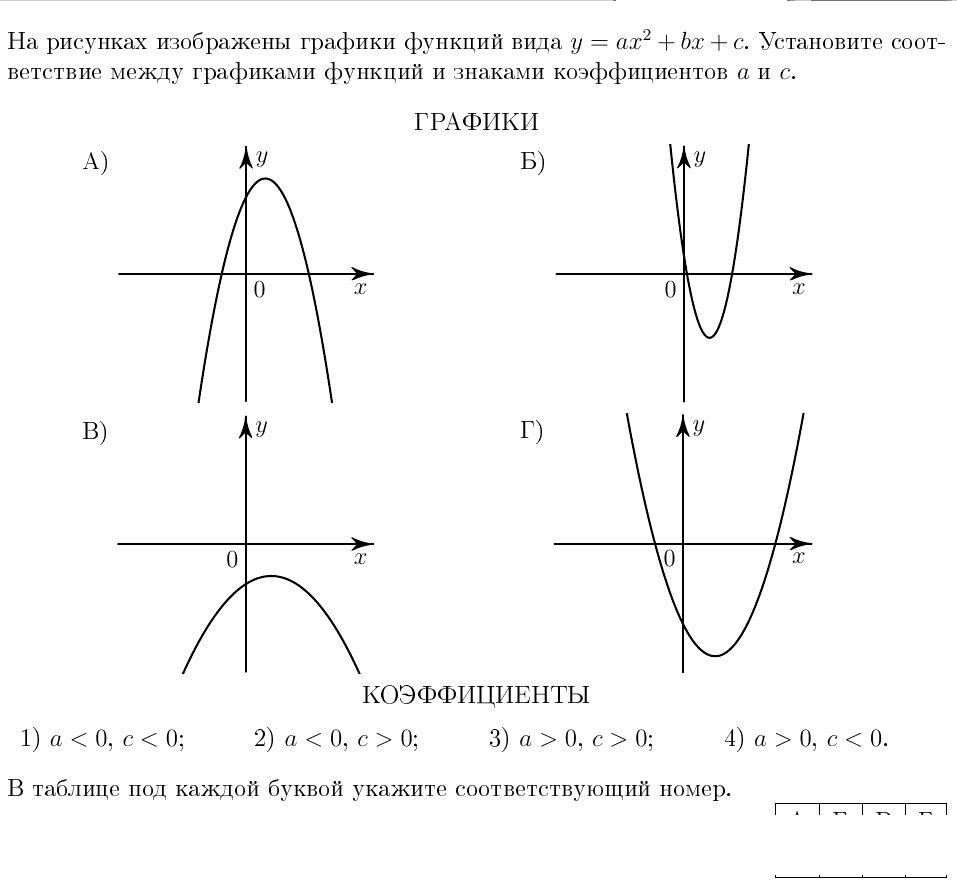 На рисунках изображены графики функций вида y = ax² + bx + c. Установите соот-
ветствие между графиками функций и знаками коэффициентов a и c.
ГРАФИКИ
А) y 0 x
Б) y 0 x
В) y 0 x
Г) y 0 x
КОЭФФИЦИЕНТЫ
1) a < 0, c < 0; 2) a < 0, c > 0; 3) a > 0, c > 0; 4) a > 0, c < 0.
В таблице под каждой буквой укажите соответствующий номер.